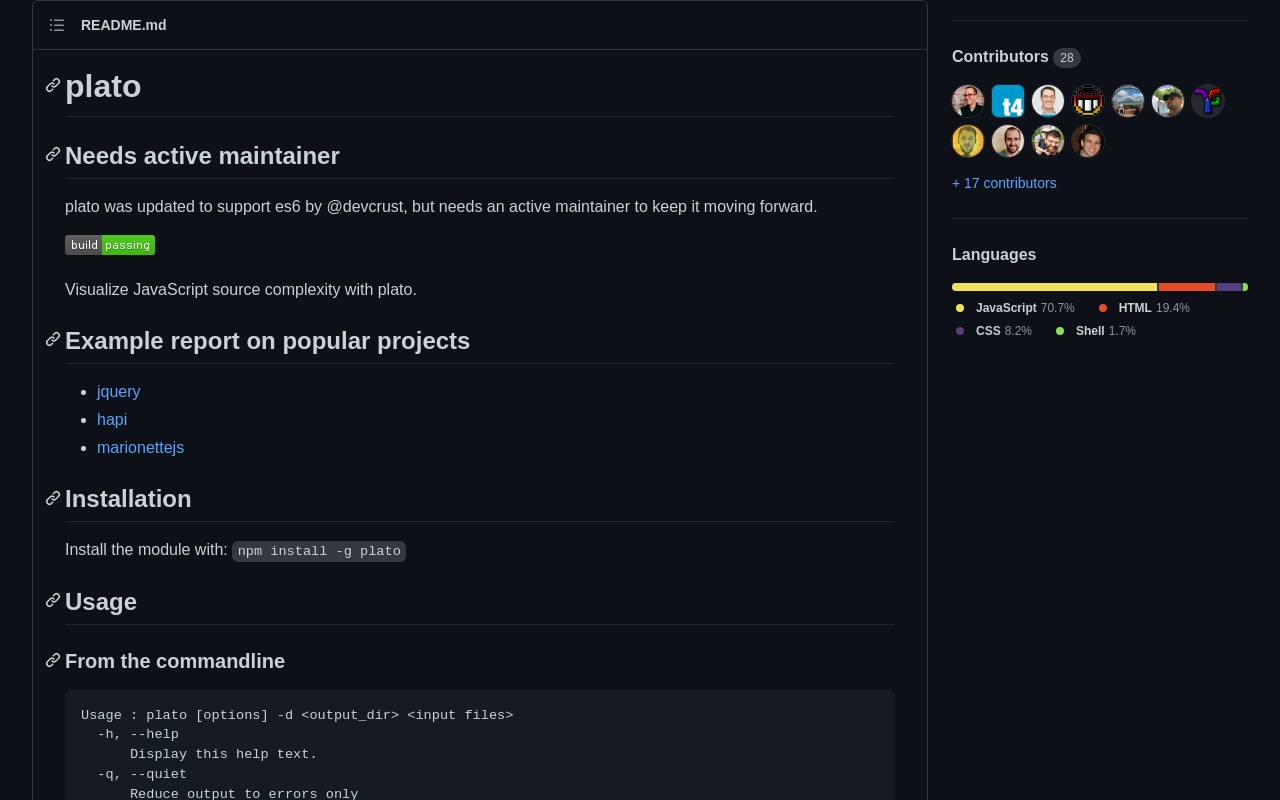 README.md
plato
Needs active maintainer
plato was updated to support es6 by @devcrust, but needs an active maintainer to keep it moving forward.
build passing
Visualize JavaScript source complexity with plato.
Example report on popular projects
jquery
hapi
marionettejs
Installation
Install the module with: npm install -g plato
Usage
From the commandline
Usage : plato [options] -d <output_dir> <input files>
-h, --help
Display this help text.
-q, --quiet
Reduce output to errors only
Contributors 28
t4
+ 17 contributors
Languages
JavaScript 70.7% HTML 19.4%
CSS 8.2% Shell 1.7%